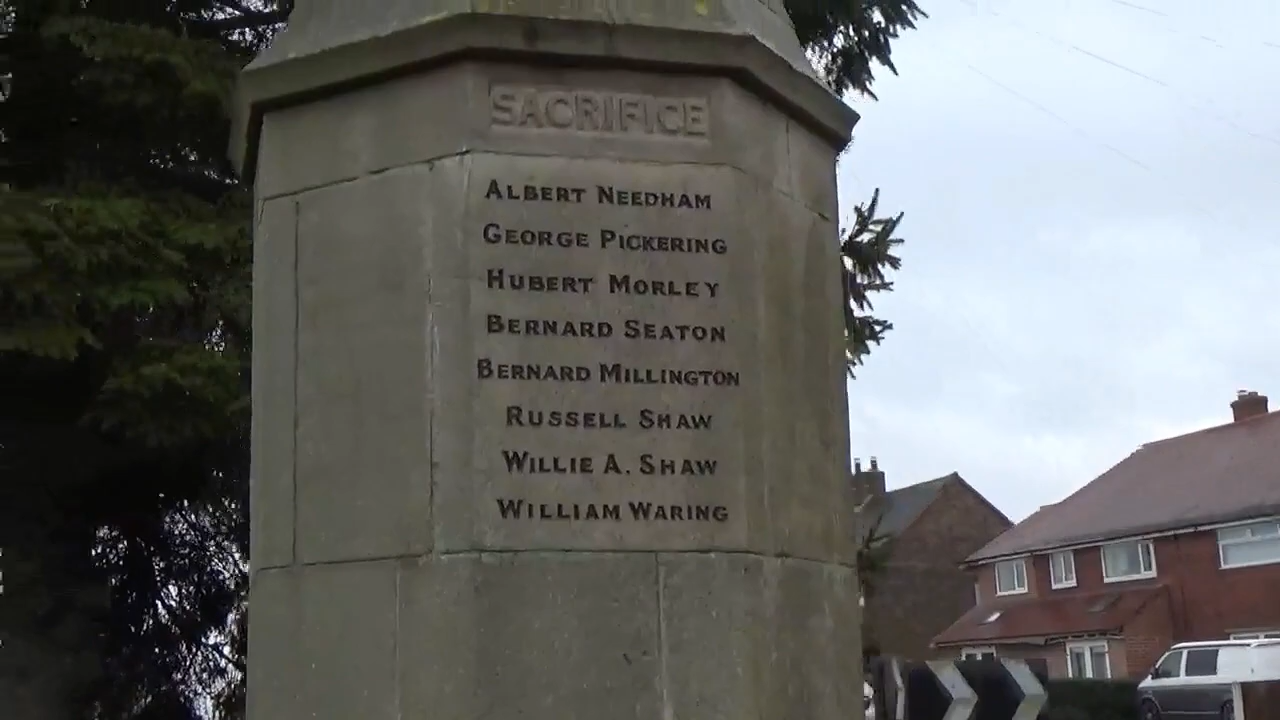 SACRIFICE
ALBERT NEEDHAM
GEORGE PICKERING
HUBERT MORLEY
BERNARD SEATON
BERNARD MILLINGTON
RUSSELL SHAW
WILLIE A. SHAW
WILLIAM WARING